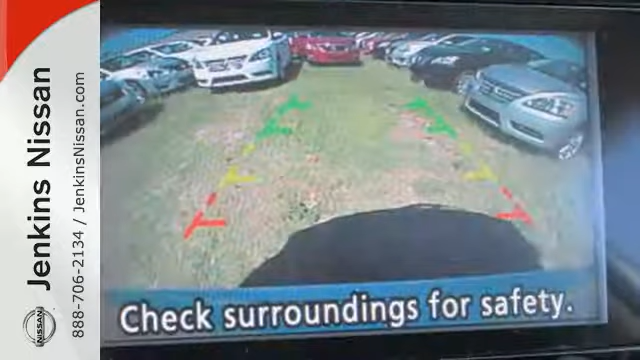 Jenkins Nissan
888-706-2134 / JenkinsNissan.com
NISSAN
Check surroundings for safety.